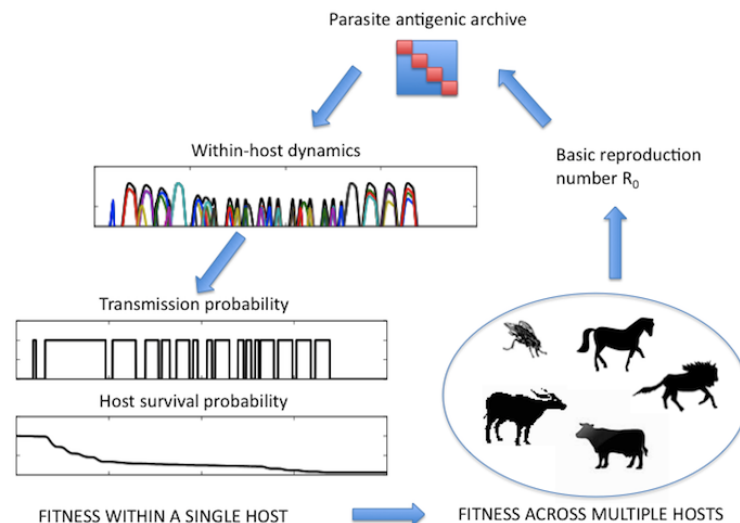 Parasite antigenic archive
Within-host dynamics
Basic reproduction
number R₀
Transmission probability
Host survival probability
FITNESS WITHIN A SINGLE HOST
FITNESS ACROSS MULTIPLE HOSTS